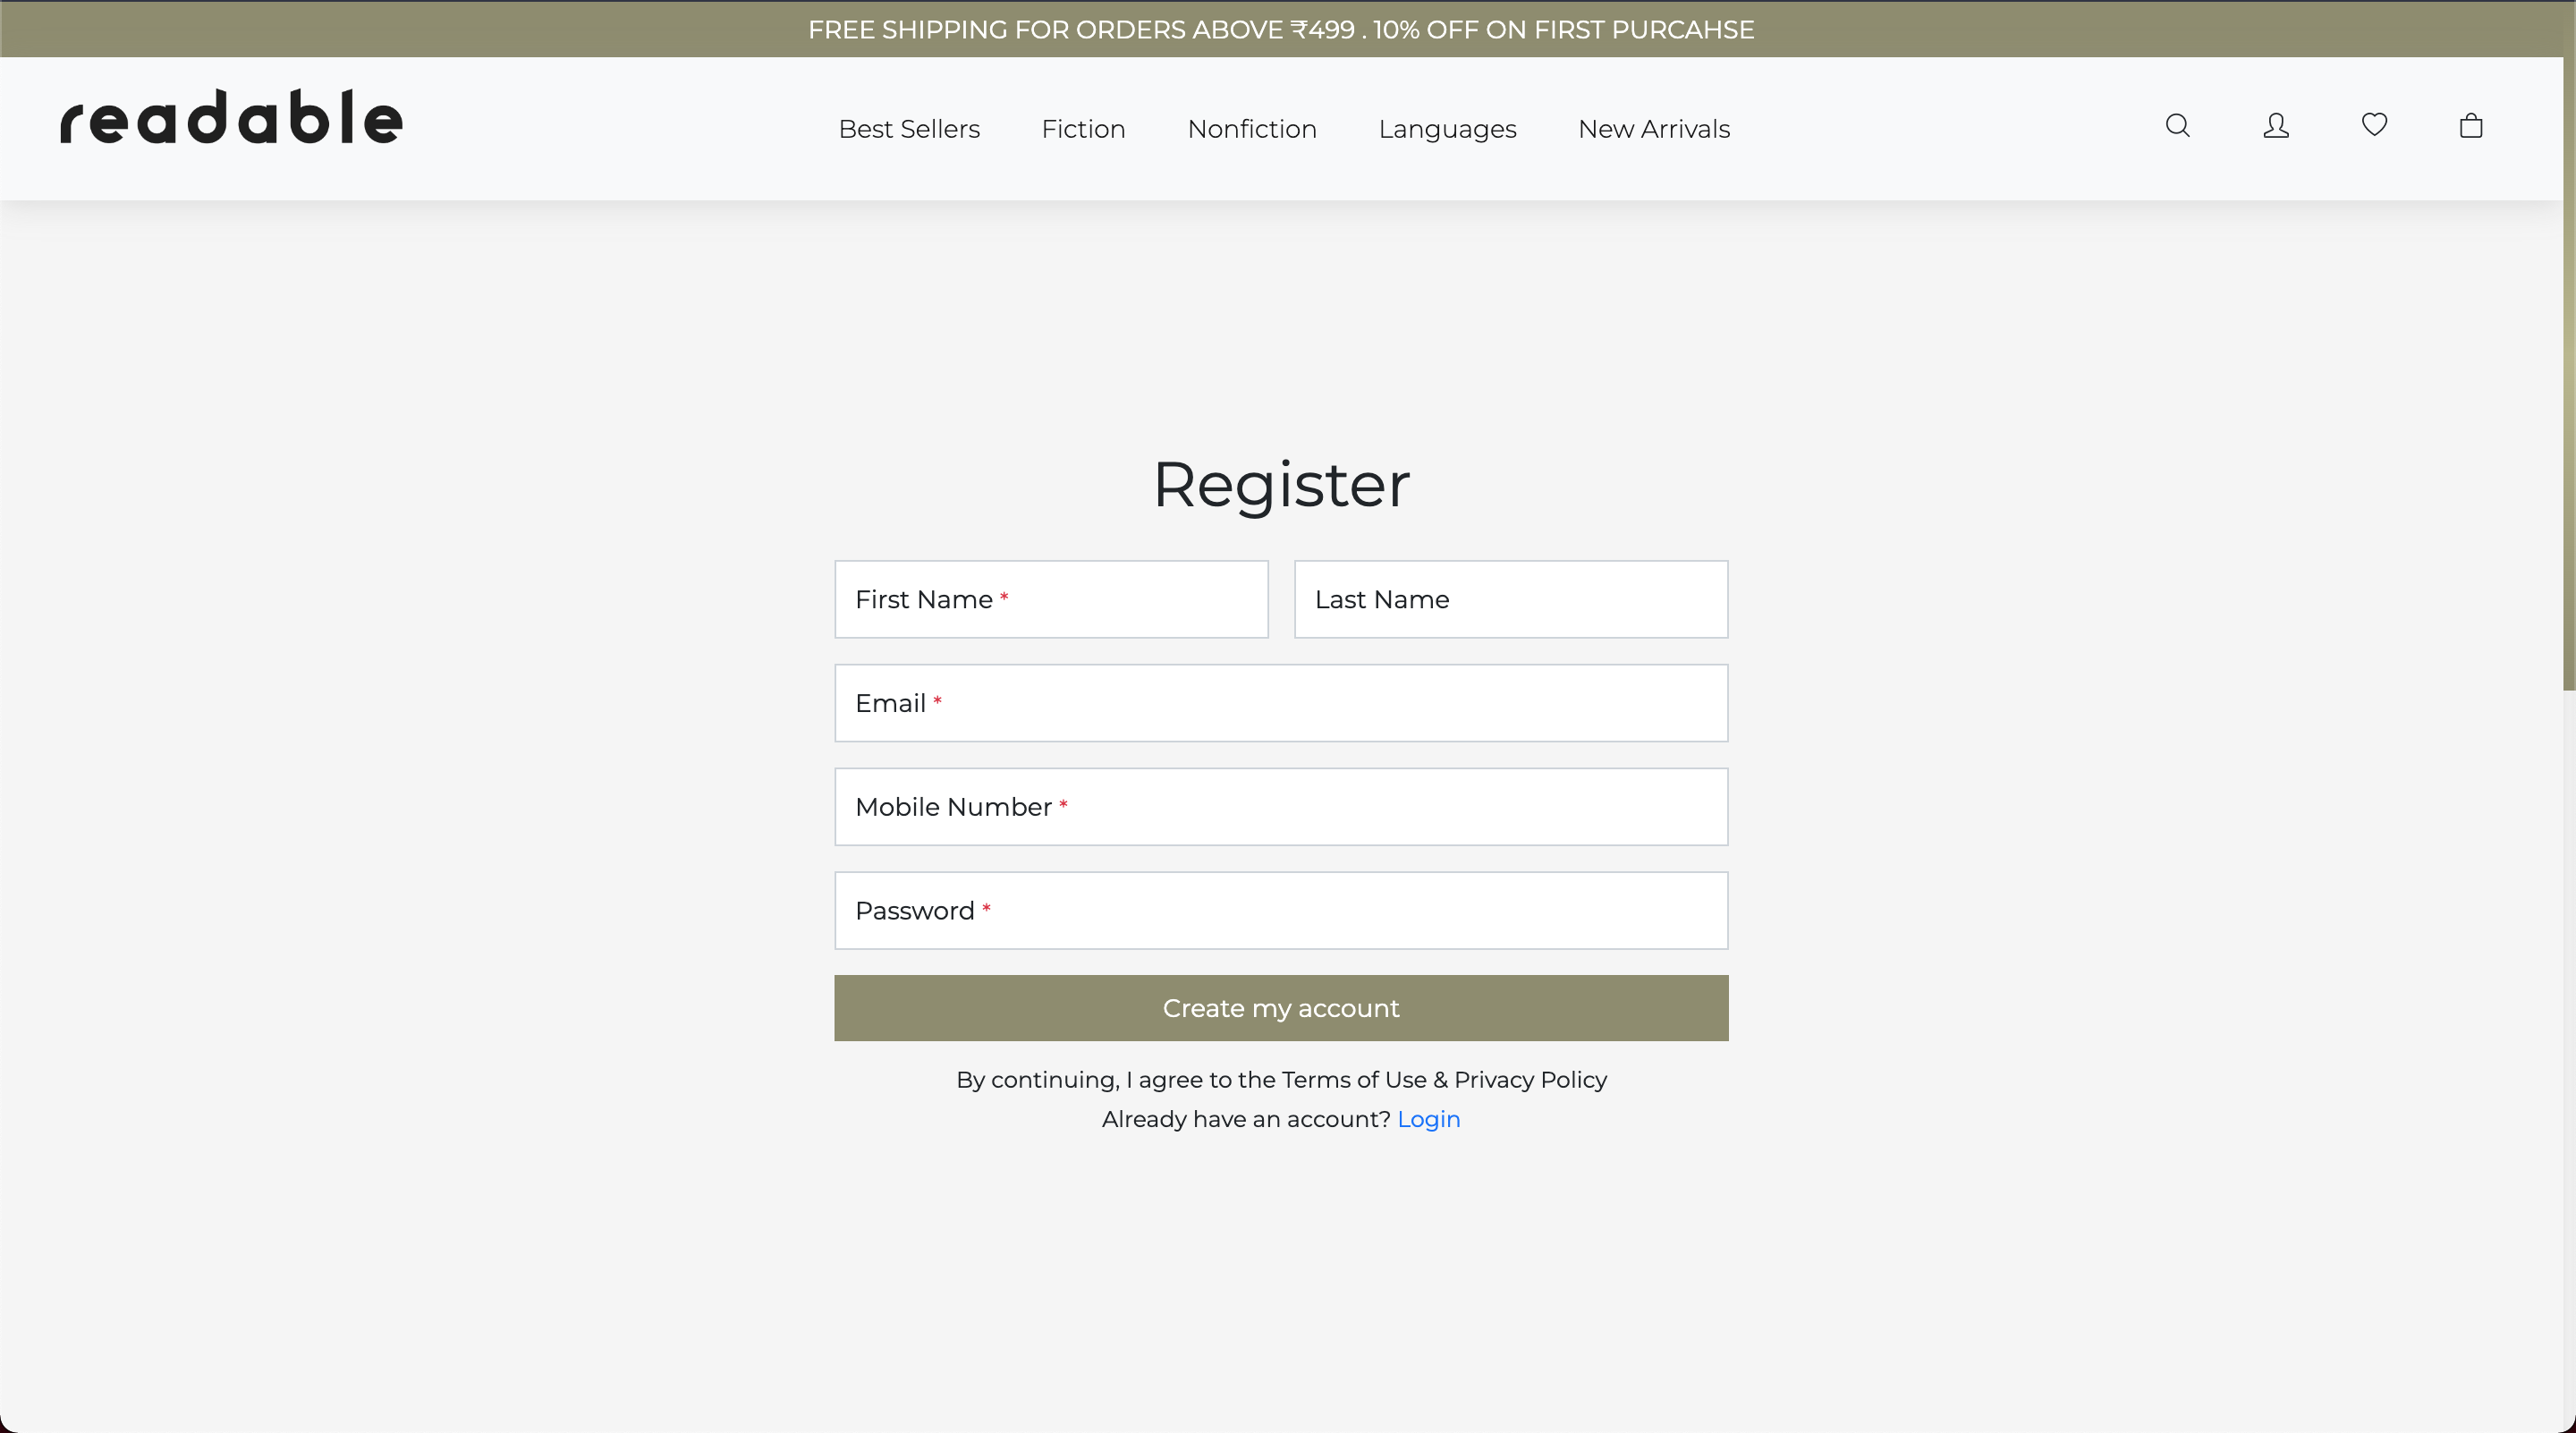 FREE SHIPPING FOR ORDERS ABOVE ₹499 . 10% OFF ON FIRST PURCAHSE
readable
Best Sellers Fiction Nonfiction Languages New Arrivals
Register
First Name * Last Name
Email *
Mobile Number *
Password *
Create my account
By continuing, I agree to the Terms of Use & Privacy Policy
Already have an account? Login